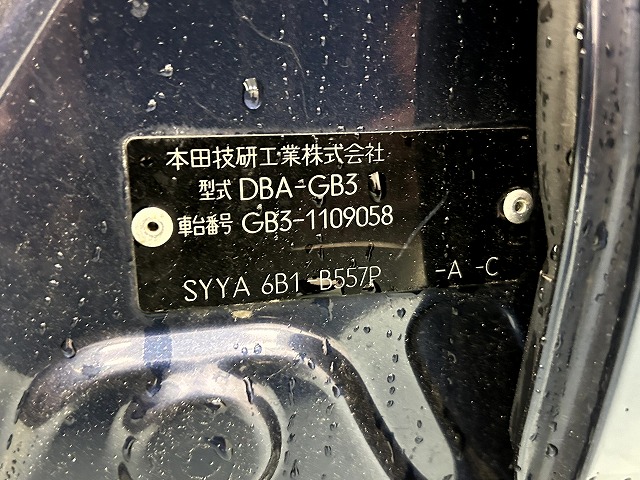 本田技研工業株式会社
型式 DBA-GB3
車台番号 GB3-1109058
SYYA 6B1 -B557P -A -C